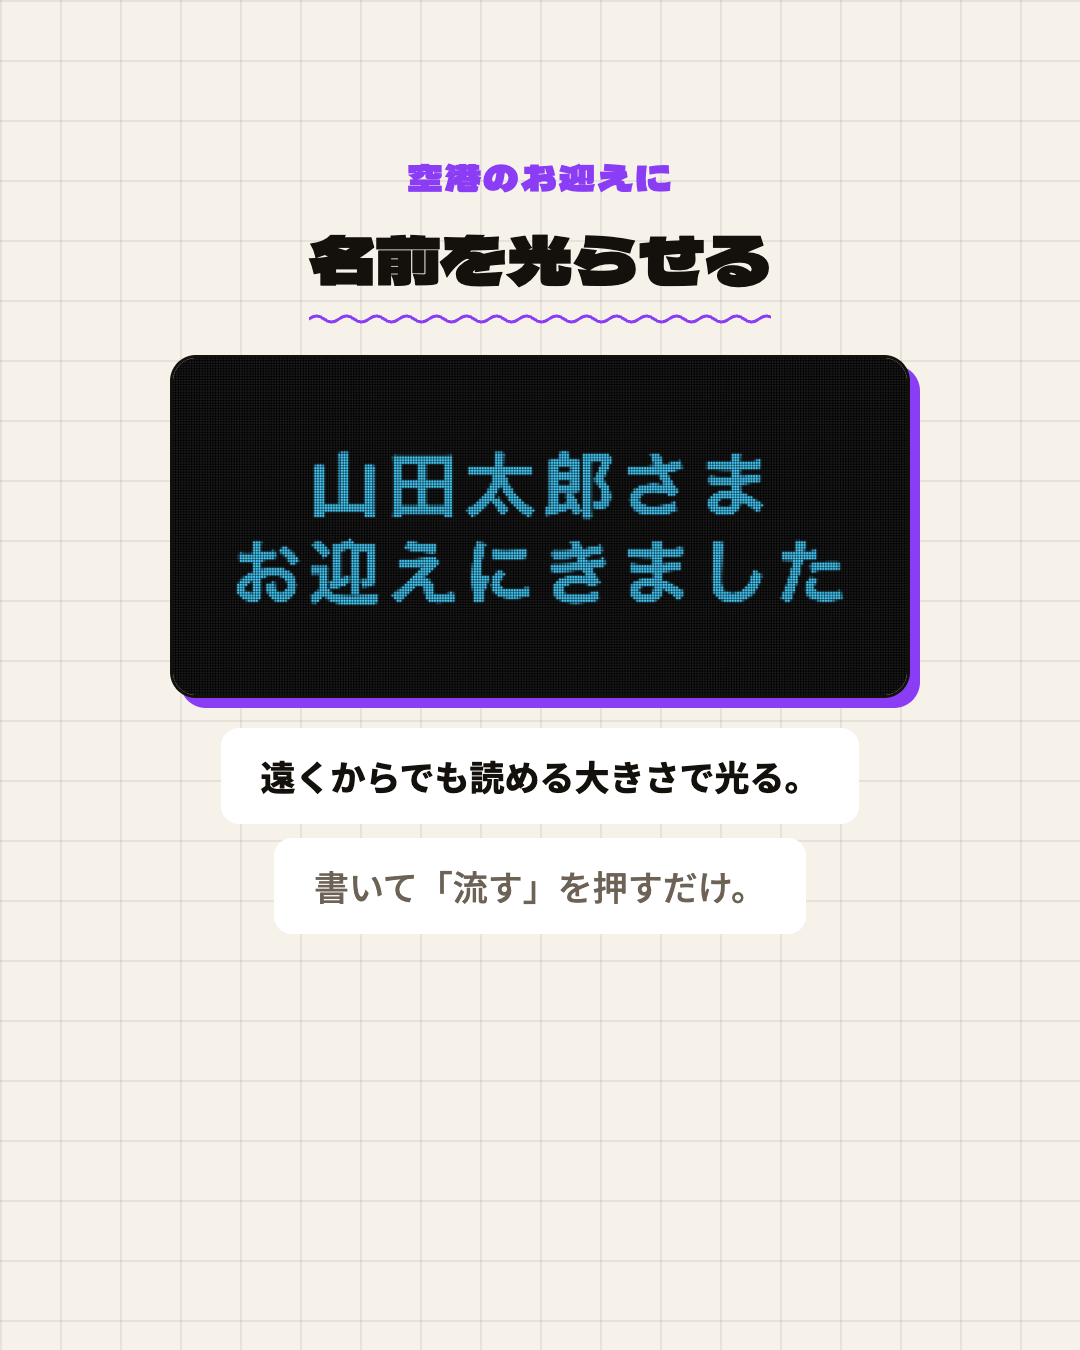 空港のお迎えに
名前を光らせる
山田太郎さま
お迎えにきました
遠くからでも読める大きさで光る。
書いて「流す」を押すだけ。